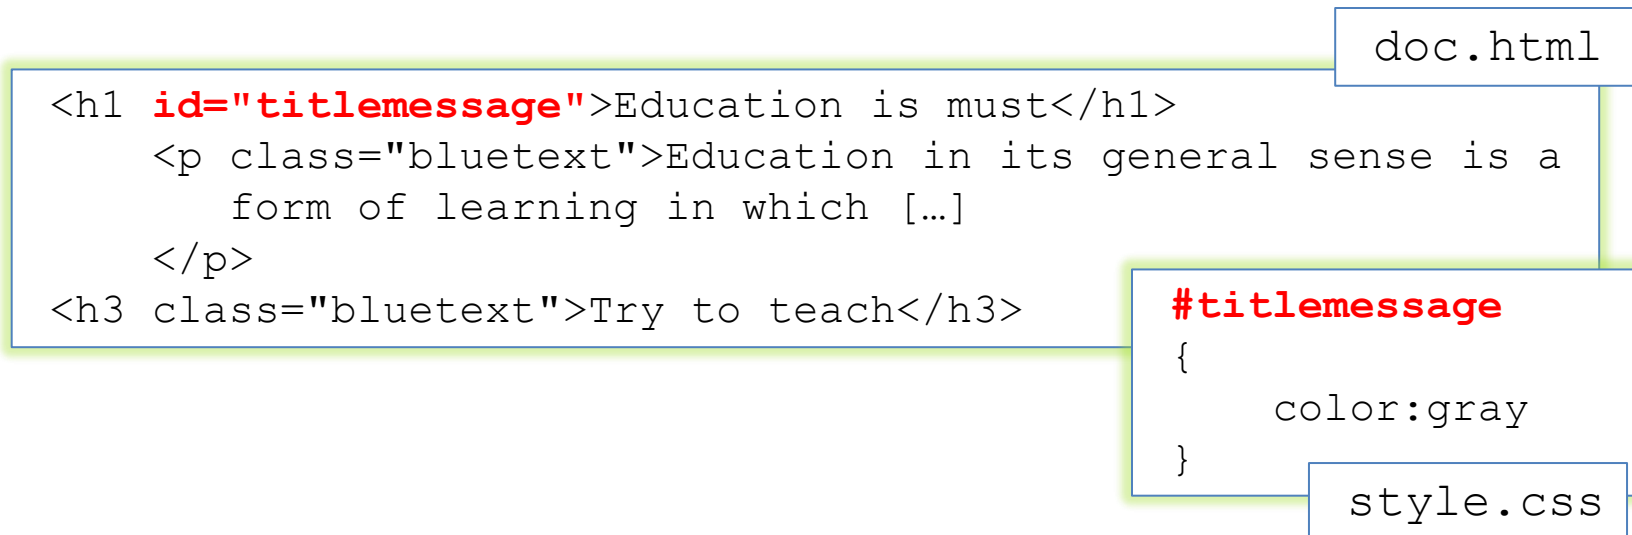 doc.html
<h1 id="titlemessage">Education is must</h1>
<p class="bluetext">Education in its general sense is a
form of learning in which […]
</p>
<h3 class="bluetext">Try to teach</h3>
#titlemessage
{
color:gray
}
style.css